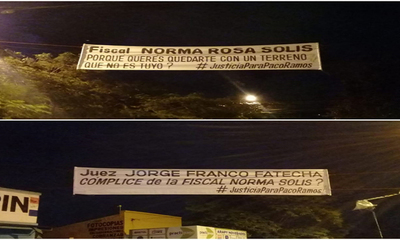 Fiscal NORMA ROSA SOLIS
PORQUE QUERES QUEDARTE CON UN TERRENO
QUE NO ES TUYO ? #JusticiaParaPacoRamos
Juez JORGE FRANCO FATECHA
COMPLICE de la FISCAL NORMA SOLIS ?
#JusticiaParaPacoRamos